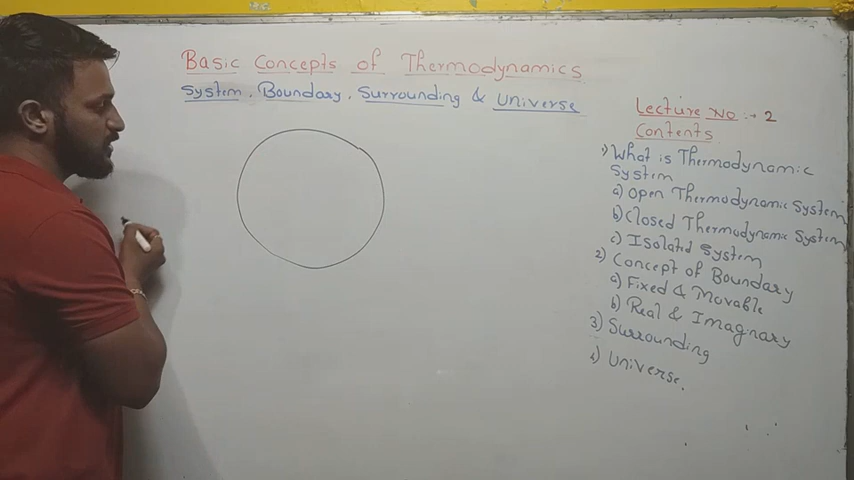 Basic Concepts of Thermodynamics
System, Boundary, Surrounding & Universe
Lecture No :- 2
Contents
1) What is Thermodynamic
System
a) Open Thermodynamic System
b) Closed Thermodynamic System
c) Isolated System
2) Concept of Boundary
a) Fixed & Movable
b) Real & Imaginary
3) Surrounding
4) Universe.